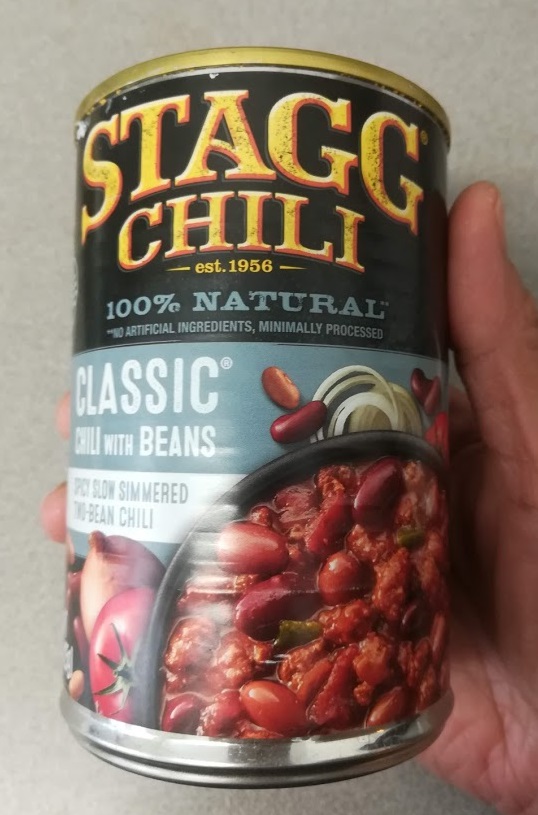 STAGG®
CHILI
est.1956
100% NATURAL**
**NO ARTIFICIAL INGREDIENTS, MINIMALLY PROCESSED
CLASSIC®
CHILI WITH BEANS
SPICY SLOW SIMMERED
TWO-BEAN CHILI